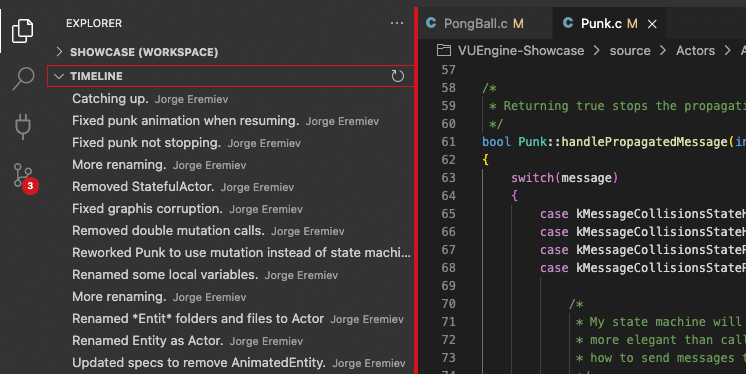 EXPLORER
SHOWCASE (WORKSPACE)
TIMELINE
Catching up. Jorge Eremiev
Fixed punk animation when resuming. Jorge Eremiev
Fixed punk not stopping. Jorge Eremiev
More renaming. Jorge Eremiev
Removed StatefulActor. Jorge Eremiev
Fixed graphis corruption. Jorge Eremiev
Removed double mutation calls. Jorge Eremiev
Reworked Punk to use mutation instead of state machi...
Renamed some local variables. Jorge Eremiev
More renaming. Jorge Eremiev
Renamed *Entit* folders and files to Actor Jorge Eremiev
Renamed Entity as Actor. Jorge Eremiev
Updated specs to remove AnimatedEntity. Jorge Eremiev
3
C PongBall.c M
C Punk.c M
VUEngine-Showcase > source > Actors >
57
58 /*
59 * Returning true stops the propagati
60 */
61 bool Punk::handlePropagatedMessage(in
62 {
63 switch(message)
64 {
65 case kMessageCollisionsStateH
66 case kMessageCollisionsStateH
67 case kMessageCollisionsStateF
68 case kMessageCollisionsStateF
69
70 /*
71 * My state machine will
72 * more elegant than call
73 * how to send messages t
74 */